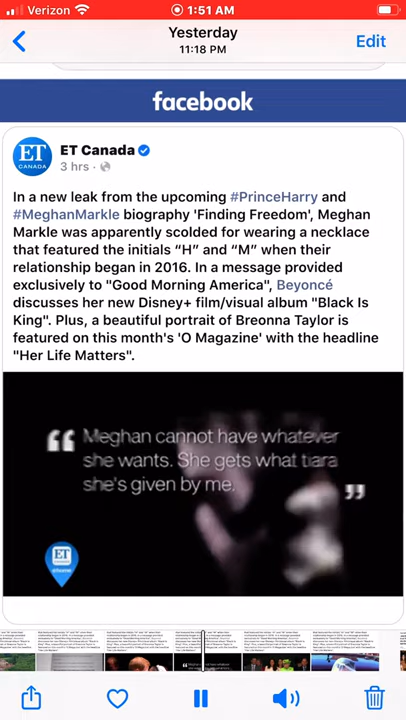 Verizon 1:51 AM
Yesterday
11:18 PM
Edit
facebook
ET Canada
3 hrs ·
In a new leak from the upcoming #PrinceHarry and
#MeghanMarkle biography 'Finding Freedom', Meghan
Markle was apparently scolded for wearing a necklace
that featured the initials “H” and “M” when their
relationship began in 2016. In a message provided
exclusively to "Good Morning America", Beyoncé
discusses her new Disney+ film/visual album "Black Is
King". Plus, a beautiful portrait of Breonna Taylor is
featured on this month's 'O Magazine' with the headline
"Her Life Matters".
ET
CANADA
“ Meghan cannot have whatever
she wants. She gets what tiara
she's given by me. ”
ET